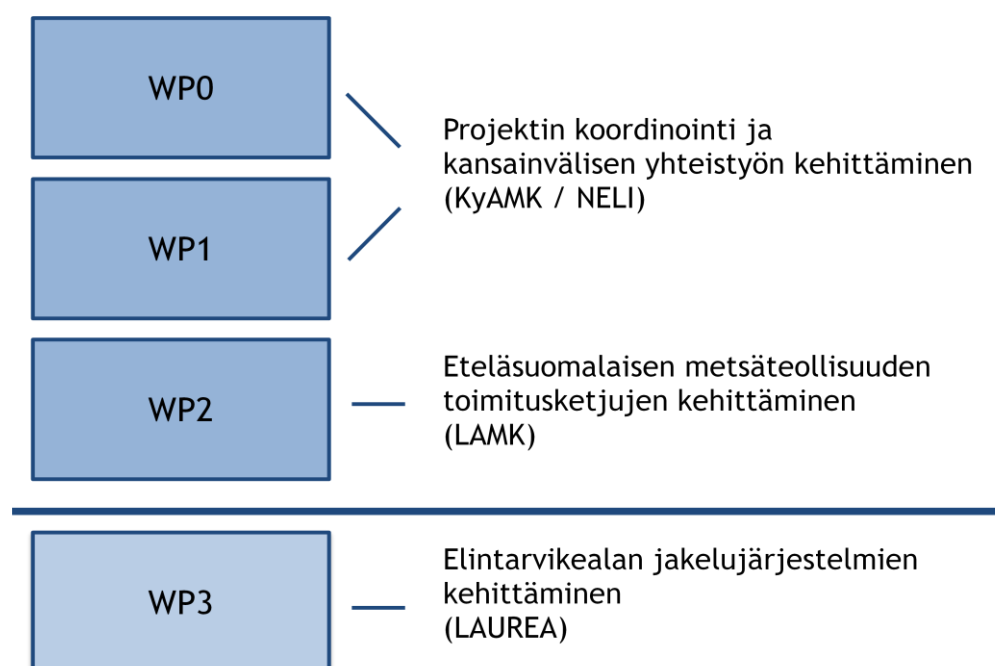 WP0
Projektin koordinointi ja
kansainvälisen yhteistyön kehittäminen
(KyAMK / NELI)
WP1
Eteläsuomalaisen metsäteollisuuden
toimitusketjujen kehittäminen
(LAMK)
WP2
Elintarvikealan jakelujärjestelmien
kehittäminen
(LAUREA)
WP3